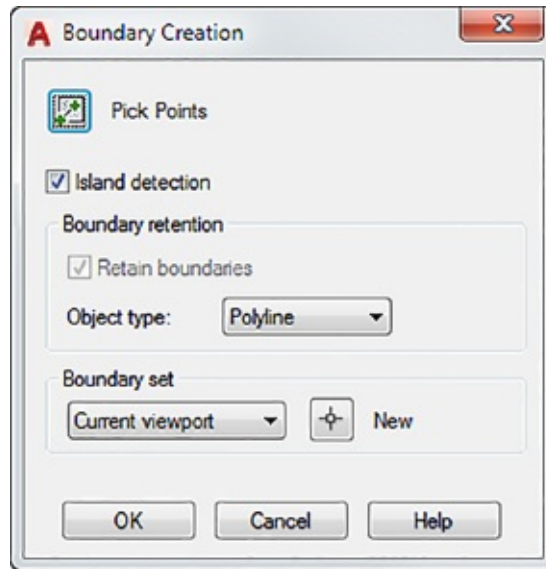 A Boundary Creation
Pick Points
Island detection
Boundary retention
Retain boundaries
Object type: Polyline
Boundary set
Current viewport New
OK Cancel Help